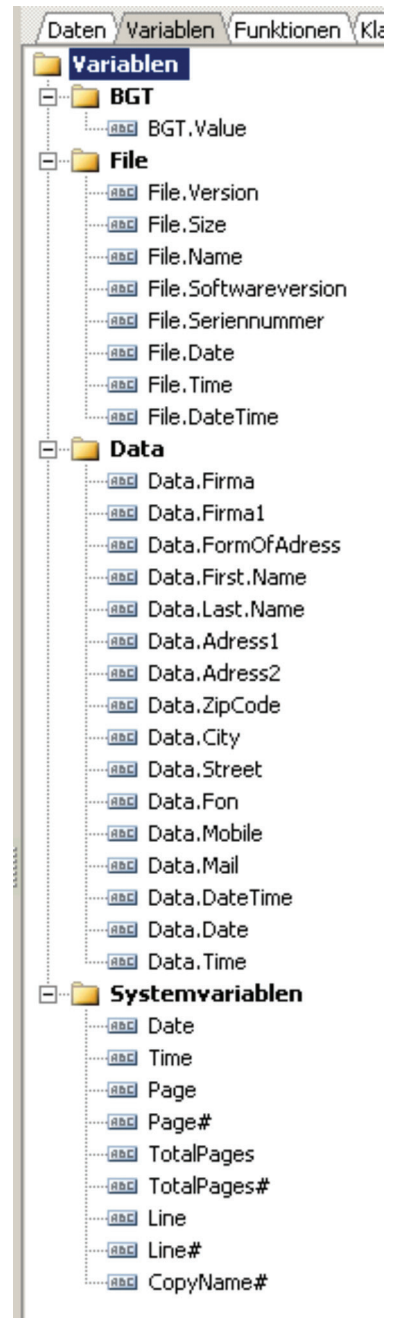 Daten Variablen Funktionen Kla
Variablen
BGT
BGT.Value
File
File.Version
File.Size
File.Name
File.Softwareversion
File.Seriennummer
File.Date
File.Time
File.DateTime
Data
Data.Firma
Data.Firma1
Data.FormOfAdress
Data.First.Name
Data.Last.Name
Data.Adress1
Data.Adress2
Data.ZipCode
Data.City
Data.Street
Data.Fon
Data.Mobile
Data.Mail
Data.DateTime
Data.Date
Data.Time
Systemvariablen
Date
Time
Page
Page#
TotalPages
TotalPages#
Line
Line#
CopyName#